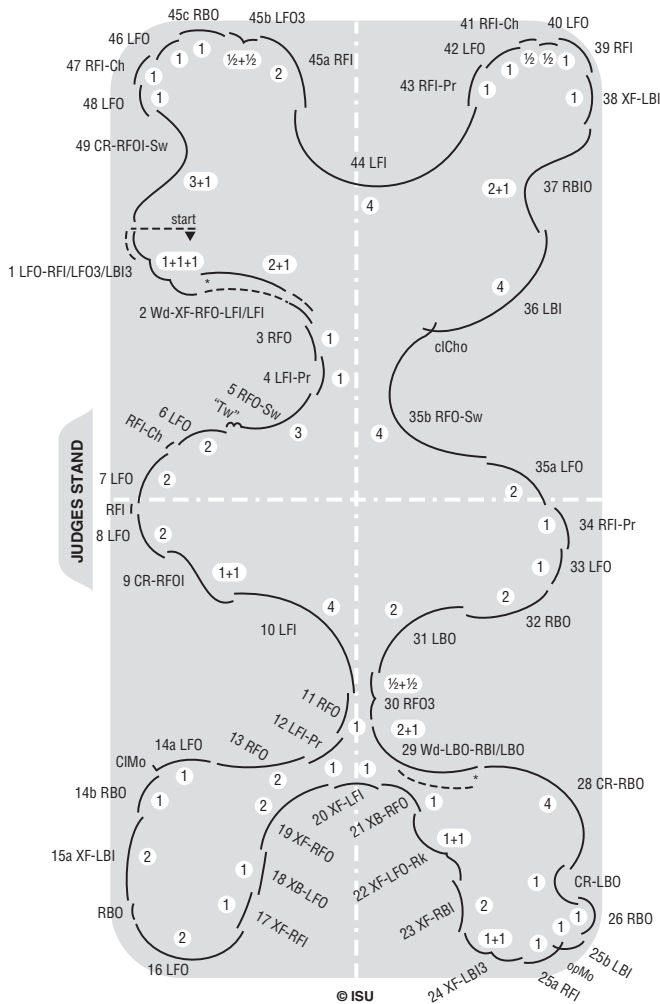 45c RBO
45b LFO3
46 LFO
47 RFI-Ch
48 LFO
45a RFI
1
1
½+½
2
1
1
49 CR-RFOI-Sw
3+1
41 RFI-Ch
40 LFO
42 LFO
39 RFI
43 RFI-Pr
38 XF-LBI
½
½
1
1
1
1
44 LFI
4
37 RBIO
2+1
start
1+1+1
2+1
1 LFO-RFI/LFO3/LBI3
*
2 Wd-XF-RFO-LFI/LFI
4
36 LBI
3 RFO
1
clCho
4 LFI-Pr
1
5 RFO-Sw
"Tw"
3
6 LFO
RFI-Ch
2
35b RFO-Sw
4
7 LFO
2
35a LFO
2
JUDGES STAND
RFI
8 LFO
2
34 RFI-Pr
1
33 LFO
1
9 CR-RFOI
1+1
32 RBO
2
10 LFI
4
31 LBO
2
11 RFO
½+½
30 RFO3
12 LFI-Pr
1
2+1
29 Wd-LBO-RBI/LBO
*
13 RFO
14a LFO
ClMo
1
2
1
1
14b RBO
1
28 CR-RBO
4
20 XF-LFI
21 XB-RFO
1
2
19 XF-RFO
15a XF-LBI
2
1
18 XB-LFO
22 XF-LFO-Rk
1+1
1
17 XF-RFI
23 XF-RBI
2
CR-LBO
1
RBO
26 RBO
1
1
2
16 LFO
1+1
1
24 XF-LBI3
25a RFI
opMo
25b LBI
© ISU